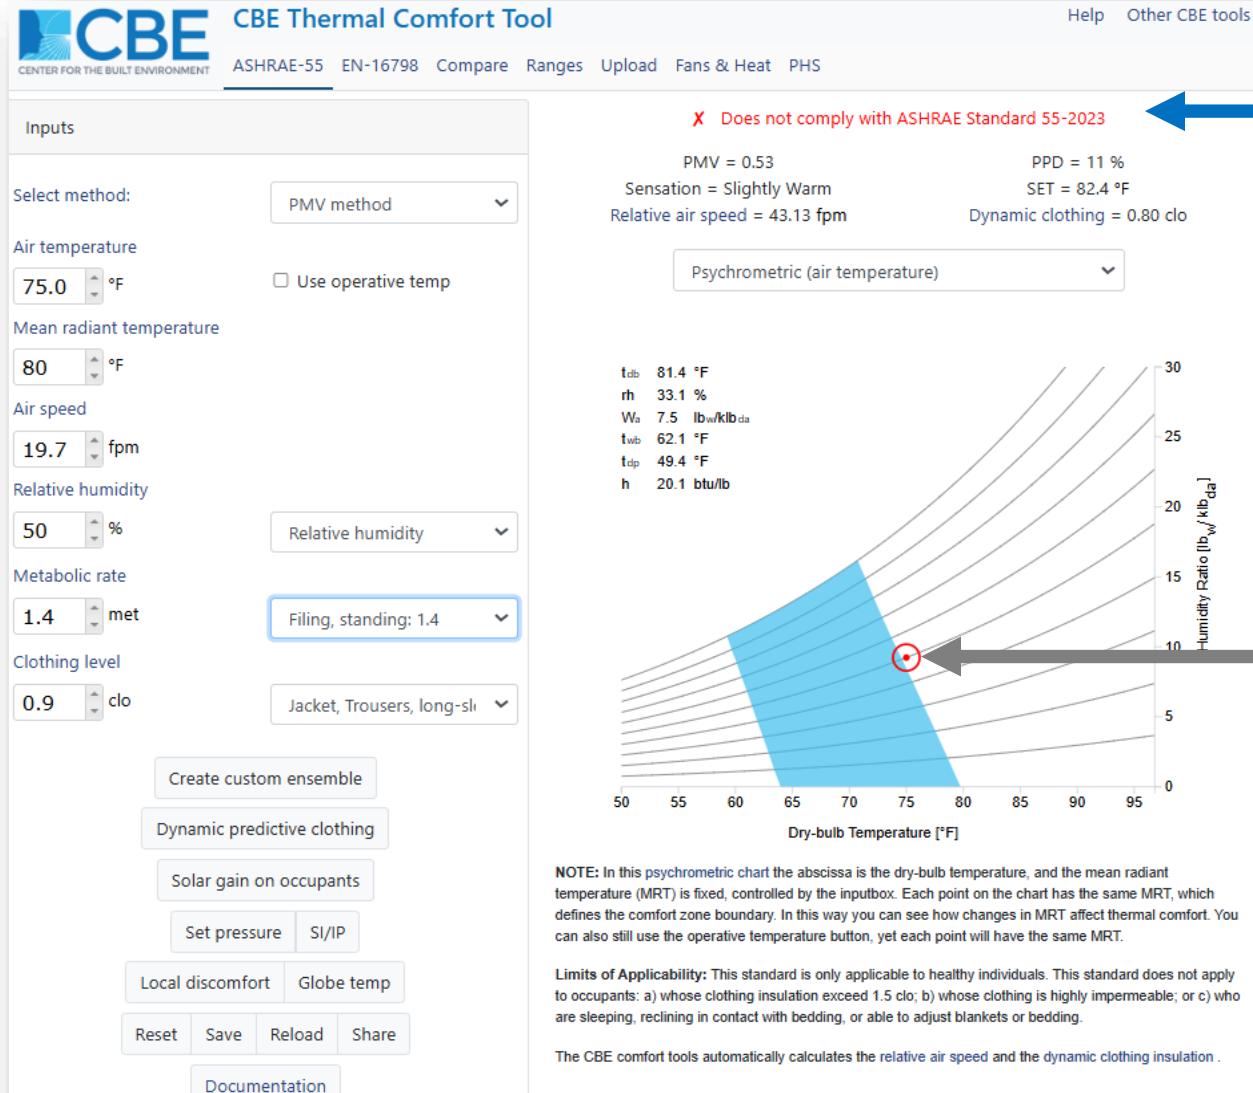 CBE
CENTER FOR THE BUILT ENVIRONMENT
CBE Thermal Comfort Tool
Help Other CBE tools
ASHRAE-55 EN-16798 Compare Ranges Upload Fans & Heat PHS
Inputs
Select method:
PMV method
Air temperature
75.0 °F
Use operative temp
Mean radiant temperature
80 °F
Air speed
19.7 fpm
Relative humidity
50 %
Relative humidity
Metabolic rate
1.4 met
Filing, standing: 1.4
Clothing level
0.9 clo
Jacket, Trousers, long-sl
Create custom ensemble
Dynamic predictive clothing
Solar gain on occupants
Set pressure SI/IP
Local discomfort Globe temp
Reset Save Reload Share
Documentation
✗ Does not comply with ASHRAE Standard 55-2023
PMV = 0.53 PPD = 11 %
Sensation = Slightly Warm SET = 82.4 °F
Relative air speed = 43.13 fpm Dynamic clothing = 0.80 clo
Psychrometric (air temperature)
tdb 81.4 °F
rh 33.1 %
Wa 7.5 lbw/klbda
twb 62.1 °F
tdp 49.4 °F
h 20.1 btu/lb
30
25
20
15
10
5
0
Humidity Ratio [lbw/ klbda]
50 55 60 65 70 75 80 85 90 95
Dry-bulb Temperature [°F]
NOTE: In this psychrometric chart the abscissa is the dry-bulb temperature, and the mean radiant
temperature (MRT) is fixed, controlled by the inputbox. Each point on the chart has the same MRT, which
defines the comfort zone boundary. In this way you can see how changes in MRT affect thermal comfort. You
can also still use the operative temperature button, yet each point will have the same MRT.
Limits of Applicability: This standard is only applicable to healthy individuals. This standard does not apply
to occupants: a) whose clothing insulation exceed 1.5 clo; b) whose clothing is highly impermeable; or c) who
are sleeping, reclining in contact with bedding, or able to adjust blankets or bedding.
The CBE comfort tools automatically calculates the relative air speed and the dynamic clothing insulation .